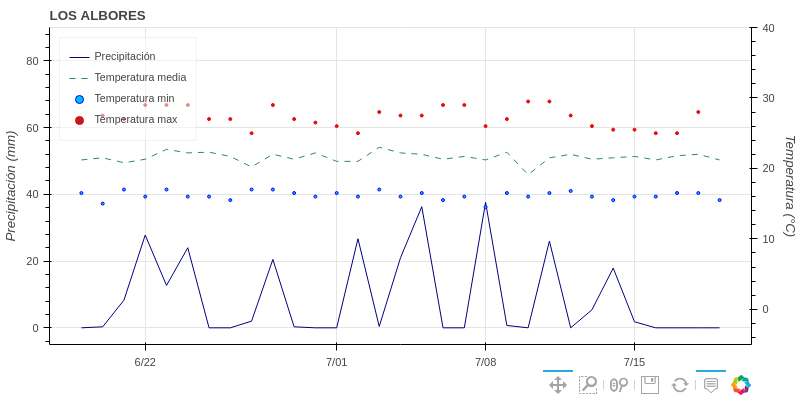 LOS ALBORES
Precipitación
Temperatura media
Temperatura min
Temperatura max
Precipitación (mm)
80
60
40
20
0
40
30
20
10
0
Temperatura (°C)
6/22
7/01
7/08
7/15